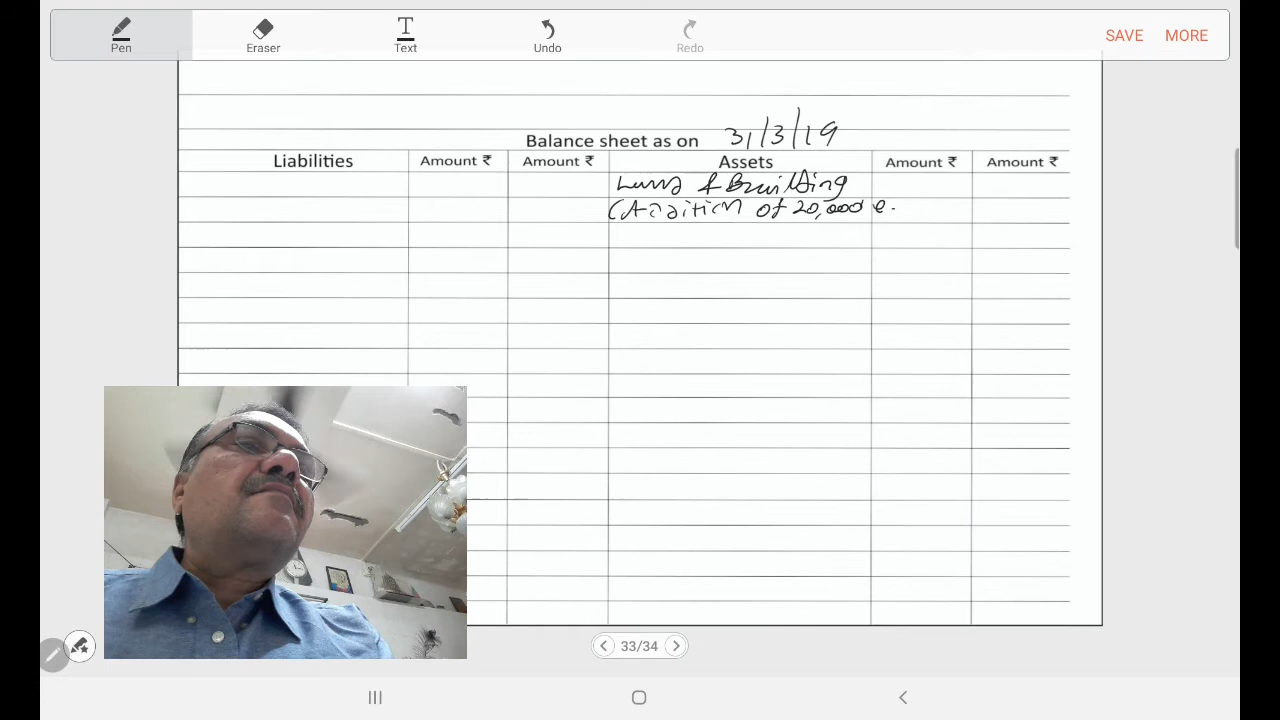 Pen Eraser Text Undo Redo SAVE MORE
Balance sheet as on 31/3/19
Liabilities Amount ₹ Amount ₹ Assets Amount ₹ Amount ₹
Land & Building
(Addition of 20,000 e.
33/34